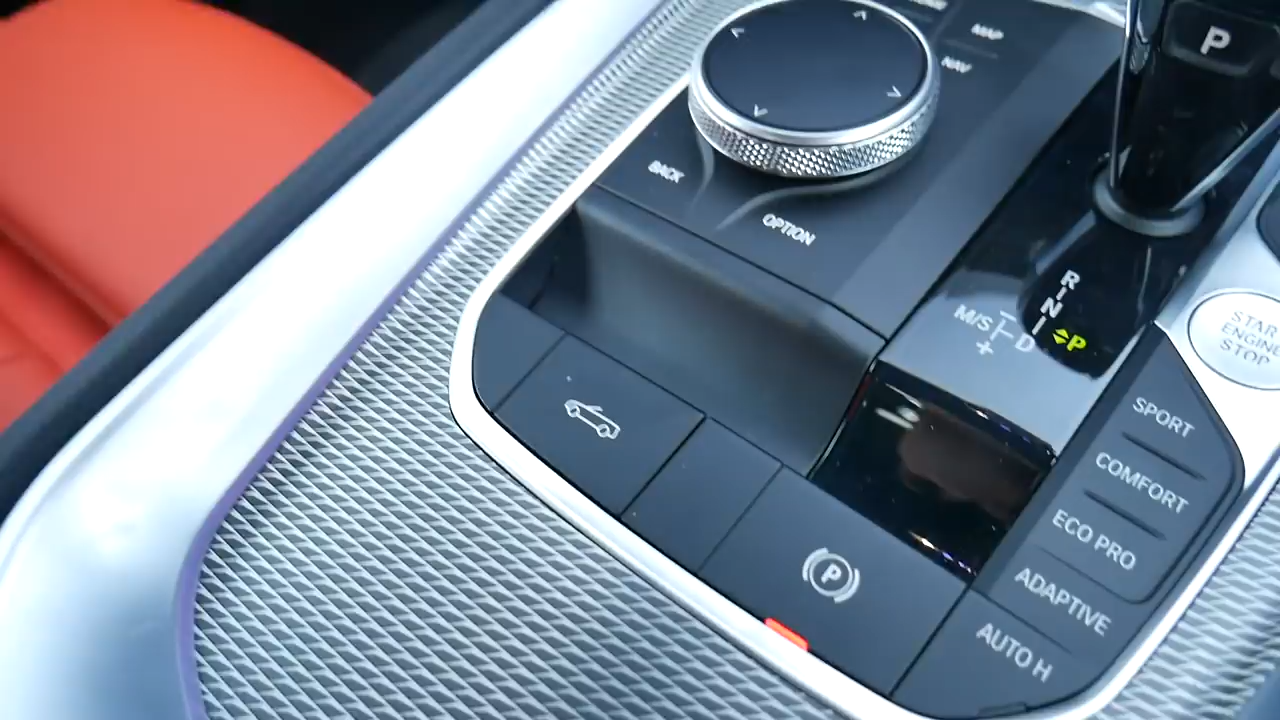 MAP
NAV
BACK
OPTION
P
R
N
M/S
D
P
+
START
ENGINE
STOP
SPORT
COMFORT
ECO PRO
ADAPTIVE
AUTO H
P